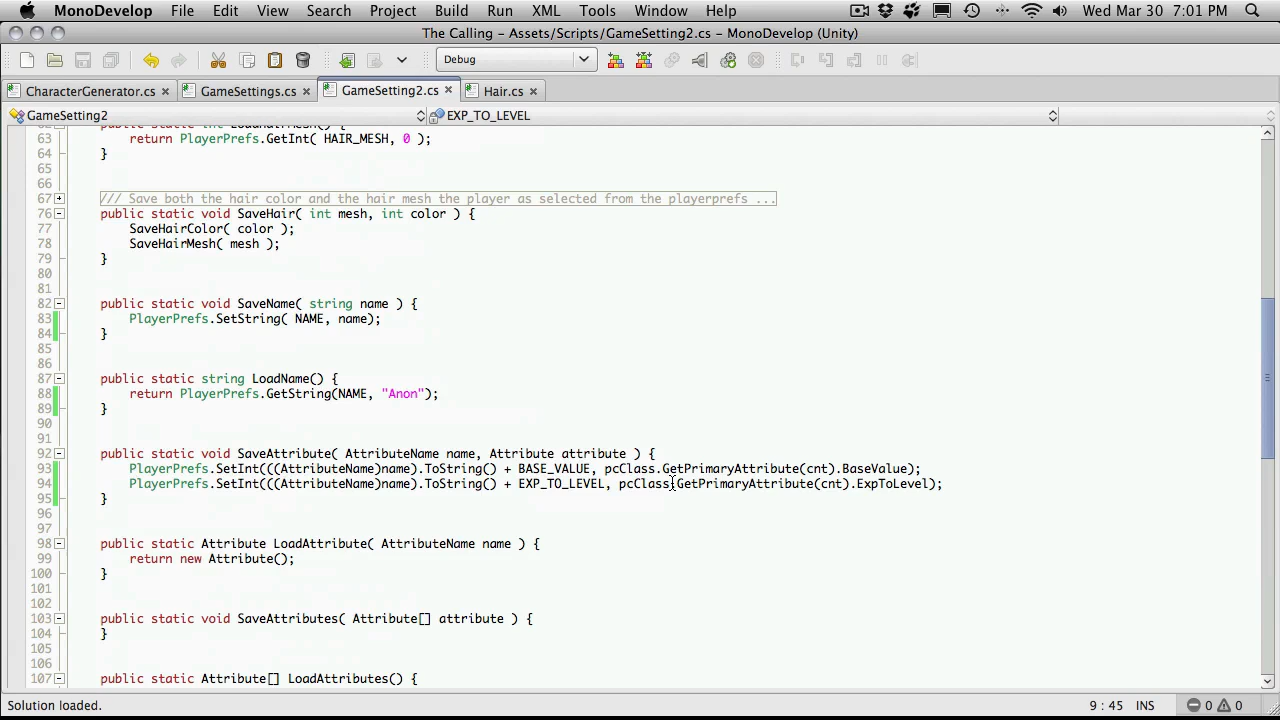 MonoDevelop File Edit View Search Project Build Run XML Tools Window Help Wed Mar 30 7:01 PM
The Calling - Assets/Scripts/GameSetting2.cs - MonoDevelop (Unity)
Debug
CharacterGenerator.cs GameSettings.cs GameSetting2.cs Hair.cs
GameSetting2 EXP_TO_LEVEL
63 return PlayerPrefs.GetInt( HAIR_MESH, 0 );
64 }
65
66
67 /// Save both the hair color and the hair mesh the player as selected from the playerprefs ...
76 public static void SaveHair( int mesh, int color ) {
77 SaveHairColor( color );
78 SaveHairMesh( mesh );
79 }
80
81
82 public static void SaveName( string name ) {
83 PlayerPrefs.SetString( NAME, name);
84 }
85
86
87 public static string LoadName() {
88 return PlayerPrefs.GetString(NAME, "Anon");
89 }
90
91
92 public static void SaveAttribute( AttributeName name, Attribute attribute ) {
93 PlayerPrefs.SetInt(((AttributeName)name).ToString() + BASE_VALUE, pcClass.GetPrimaryAttribute(cnt).BaseValue);
94 PlayerPrefs.SetInt(((AttributeName)name).ToString() + EXP_TO_LEVEL, pcClass.GetPrimaryAttribute(cnt).ExpToLevel);
95 }
96
97
98 public static Attribute LoadAttribute( AttributeName name ) {
99 return new Attribute();
100 }
101
102
103 public static void SaveAttributes( Attribute[] attribute ) {
104 }
105
106
107 public static Attribute[] LoadAttributes() {
Solution loaded. 9 : 45 INS 0 0